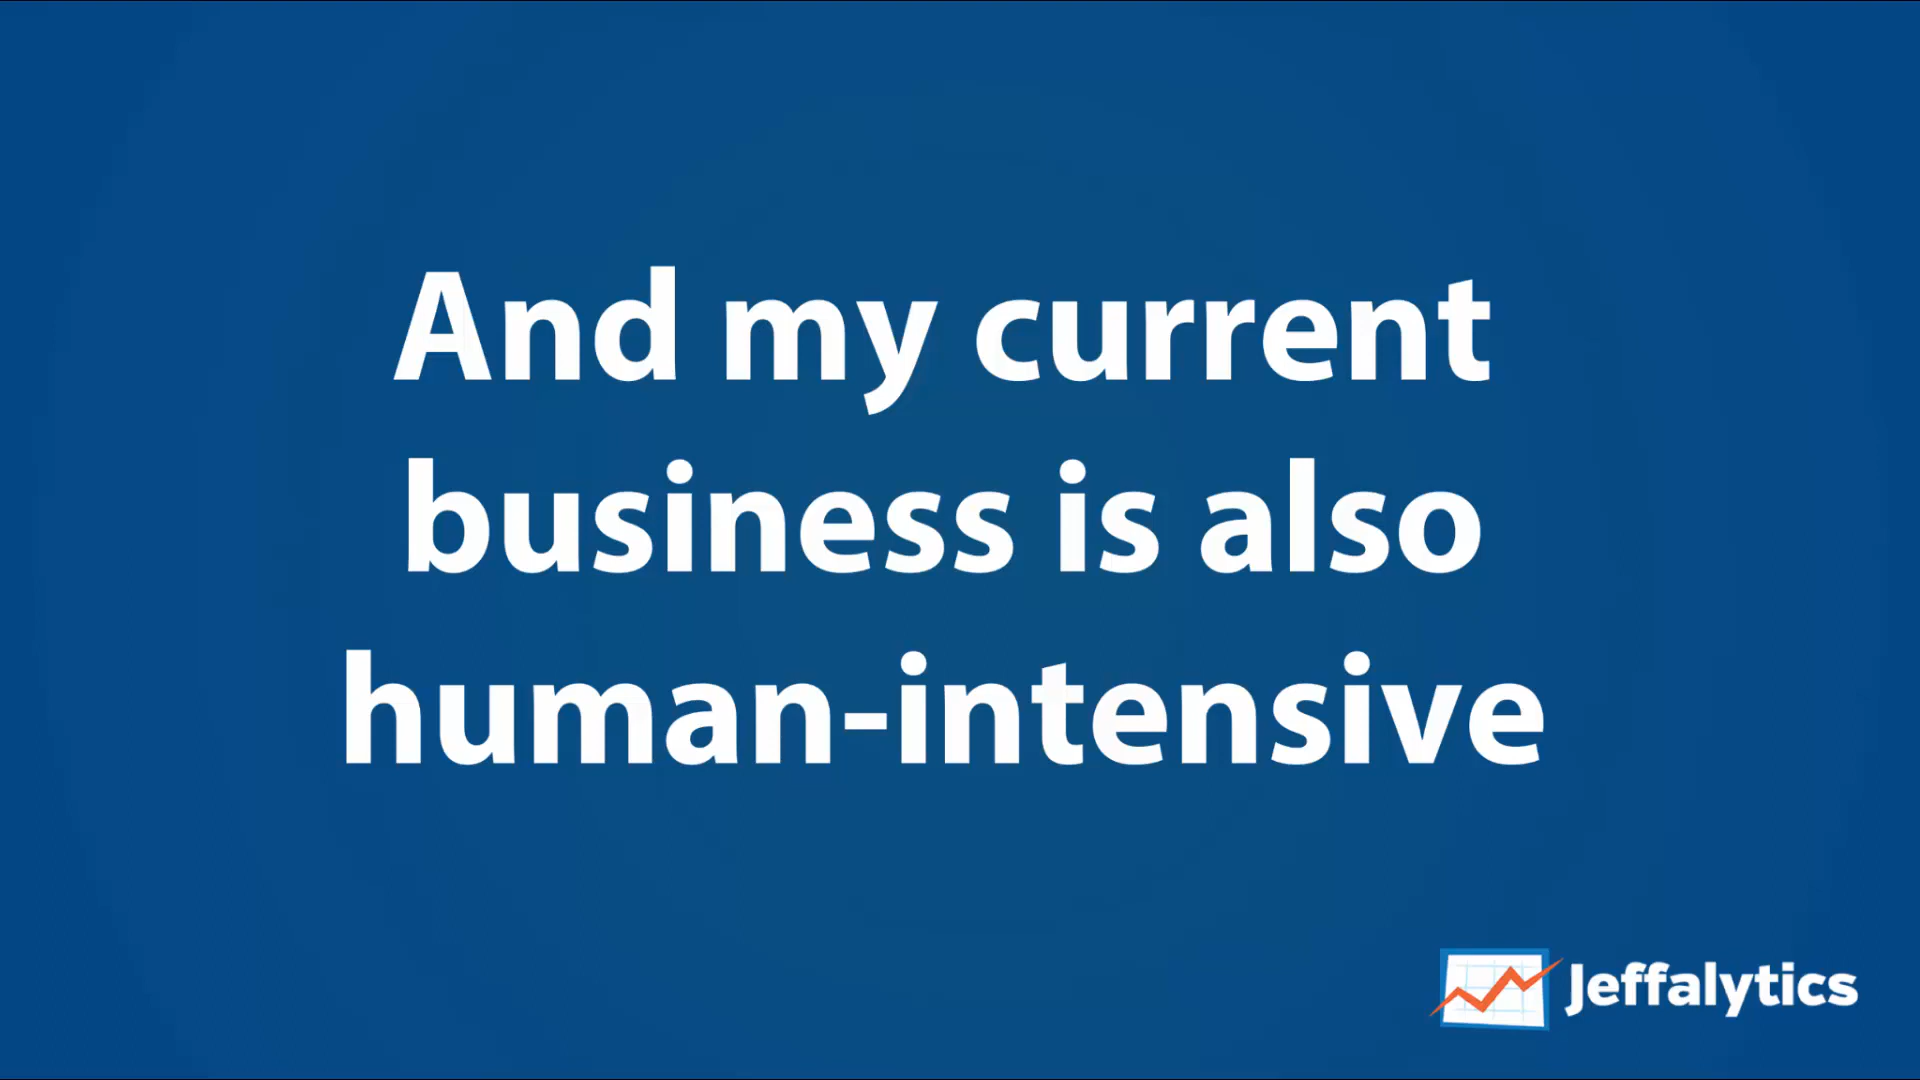 And my current
business is also
human-intensive
Jeffalytics